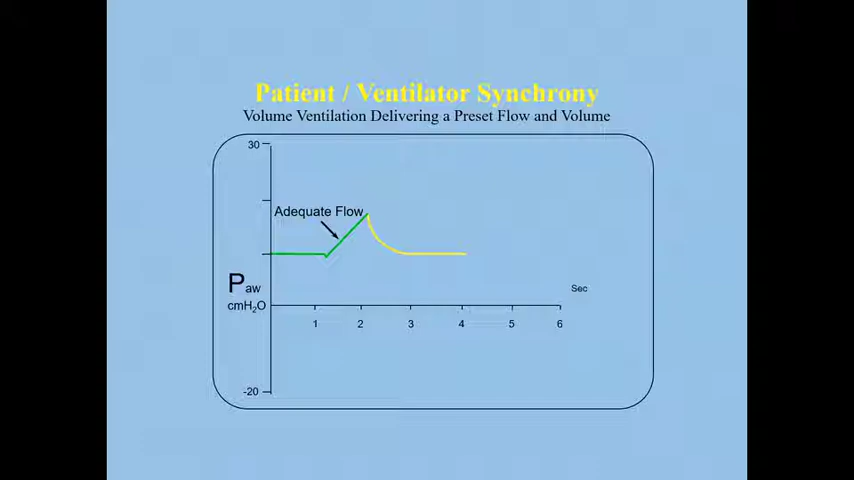 Patient / Ventilator Synchrony
Volume Ventilation Delivering a Preset Flow and Volume
30
Adequate Flow
Paw
cmH₂O
Sec
1 2 3 4 5 6
-20